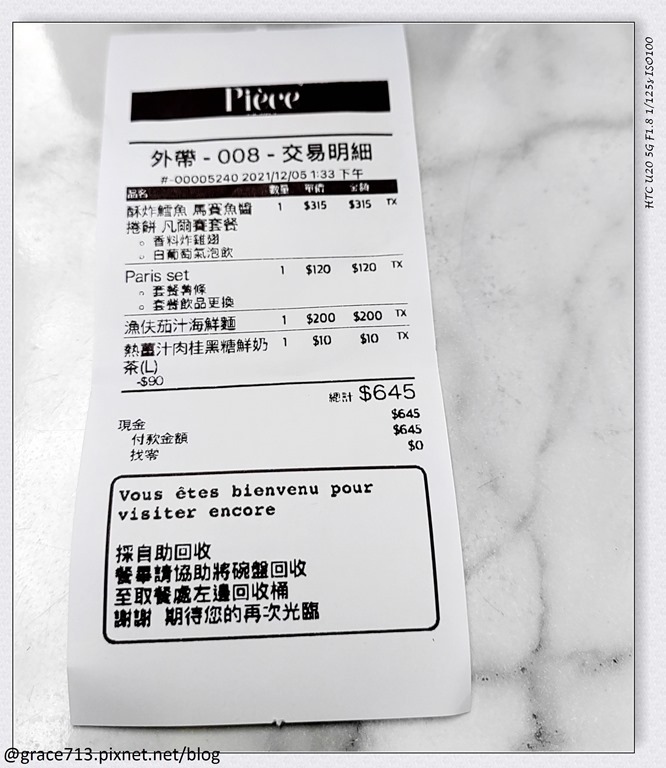 Pièce
外帶 - 008 - 交易明細
#-00005240 2021/12/05 1:33 下午
品名 數量 單價 金額
酥炸鱈魚 馬賽魚醬 1 $315 $315 TX
捲餅 凡爾賽套餐
香料炸雞翅
白葡萄氣泡飲
Paris set 1 $120 $120 TX
套餐薯條
套餐飲品更換
漁伕茄汁海鮮麵 1 $200 $200 TX
熱薑汁肉桂黑糖鮮奶 1 $10 $10 TX
茶(L)
-$90
總計 $645
現金 $645
付款金額 $645
找零 $0
Vous êtes bienvenu pour
visiter encore
採自助回收
餐畢請協助將碗盤回收
至取餐處左邊回收桶
謝謝 期待您的再次光臨
HTC U20 5G F1.8 1/125s ISO100
@grace713.pixnet.net/blog